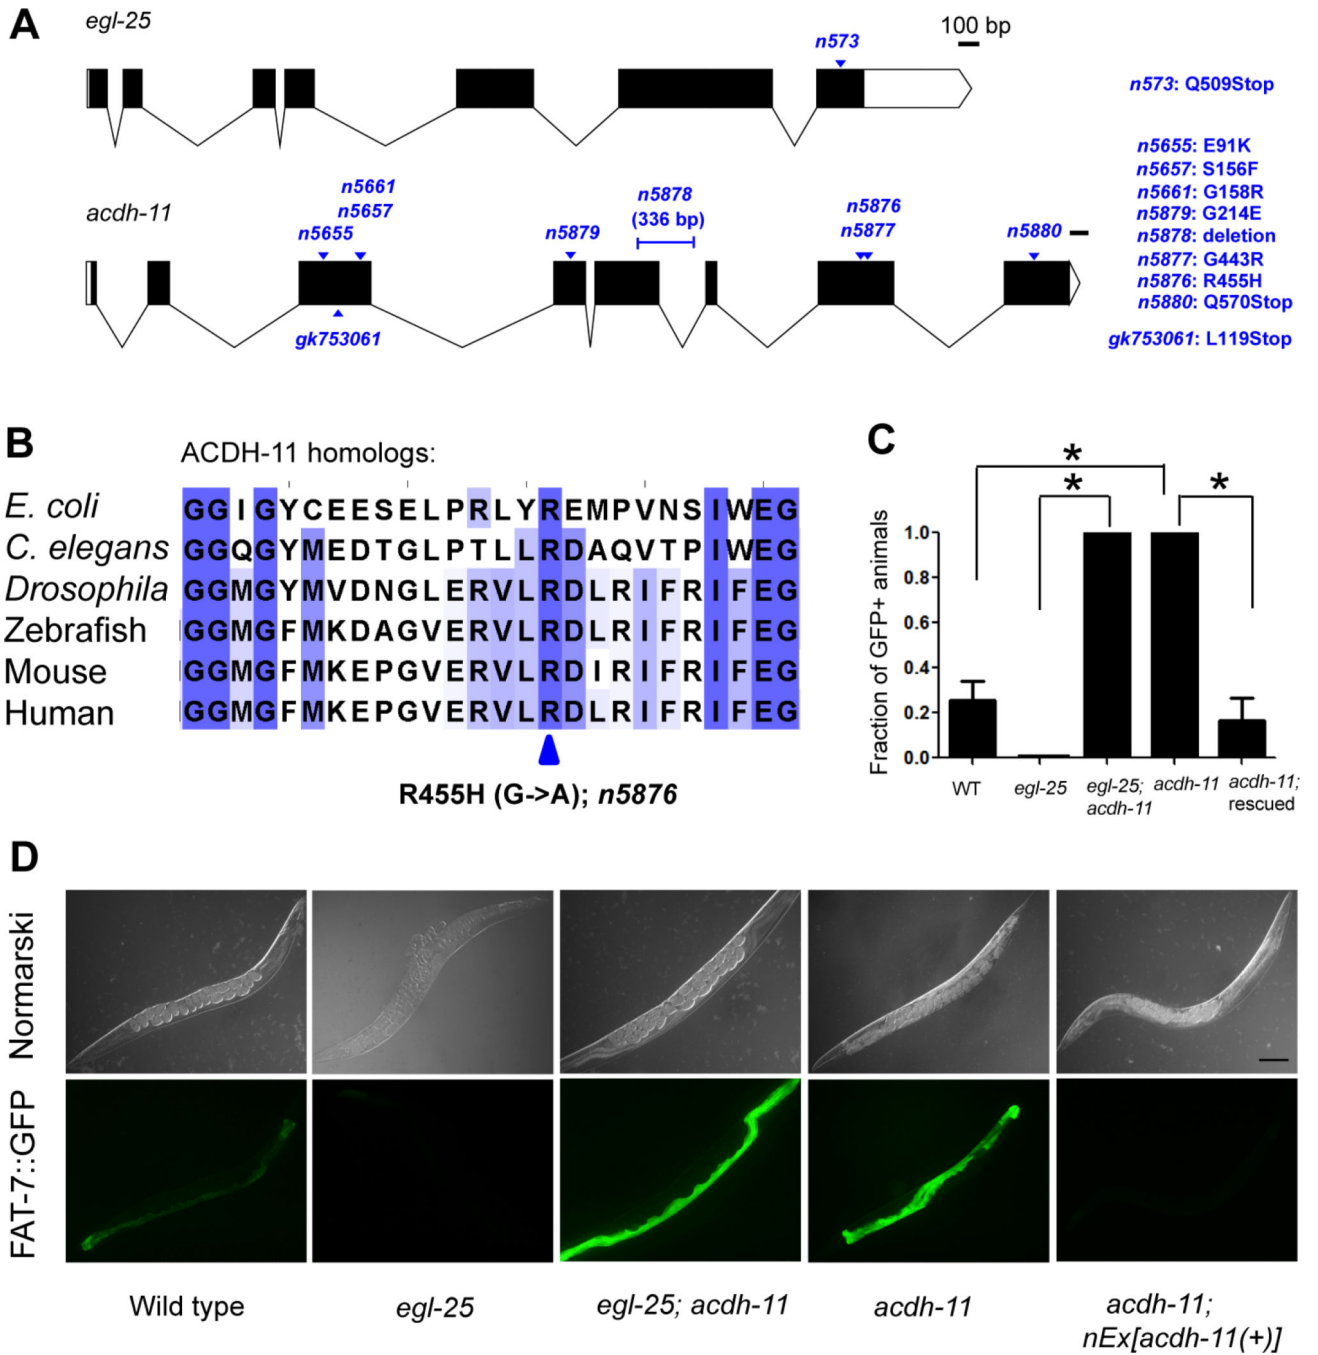 A
egl-25
100 bp
n573
n573: Q509Stop
acdh-11
n5661
n5657
n5655
n5879
n5878
(336 bp)
n5876
n5877
n5880
gk753061
n5655: E91K
n5657: S156F
n5661: G158R
n5879: G214E
n5878: deletion
n5877: G443R
n5876: R455H
n5880: Q570Stop
gk753061: L119Stop
B
ACDH-11 homologs:
E. coli GGIGYCEESELPRLYREMPVNSIWEG
C. elegans GGQGYMEDTGLPTLLRDAQVTPIWEG
Drosophila GGMGYMVDNGLERVLRDLRIFRIFEG
Zebrafish GGMGFMKDAGVERVLRDLRIFRIFEG
Mouse GGMGFMKEPGVERVLRDIRIFRIFEG
Human GGMGFMKEPGVERVLRDLRIFRIFEG
R455H (G->A); n5876
C
*
*
*
Fraction of GFP+ animals
1.0
0.8
0.6
0.4
0.2
0.0
WT
egl-25
egl-25;
acdh-11
acdh-11
acdh-11;
rescued
D
Normarski
FAT-7::GFP
Wild type
egl-25
egl-25; acdh-11
acdh-11
acdh-11;
nEx[acdh-11(+)]